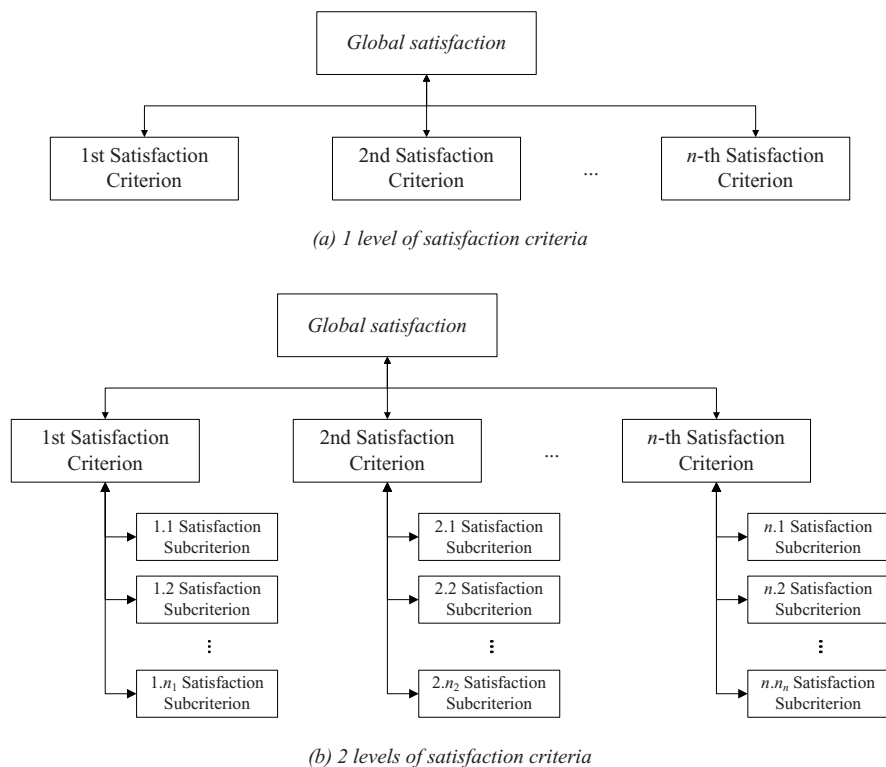 Global satisfaction
1st Satisfaction
Criterion
2nd Satisfaction
Criterion
...
n-th Satisfaction
Criterion
(a) 1 level of satisfaction criteria
Global satisfaction
1st Satisfaction
Criterion
2nd Satisfaction
Criterion
...
n-th Satisfaction
Criterion
1.1 Satisfaction
Subcriterion
1.2 Satisfaction
Subcriterion
⋮
1.n₁ Satisfaction
Subcriterion
2.1 Satisfaction
Subcriterion
2.2 Satisfaction
Subcriterion
⋮
2.n₂ Satisfaction
Subcriterion
n.1 Satisfaction
Subcriterion
n.2 Satisfaction
Subcriterion
⋮
n.nₙ Satisfaction
Subcriterion
(b) 2 levels of satisfaction criteria